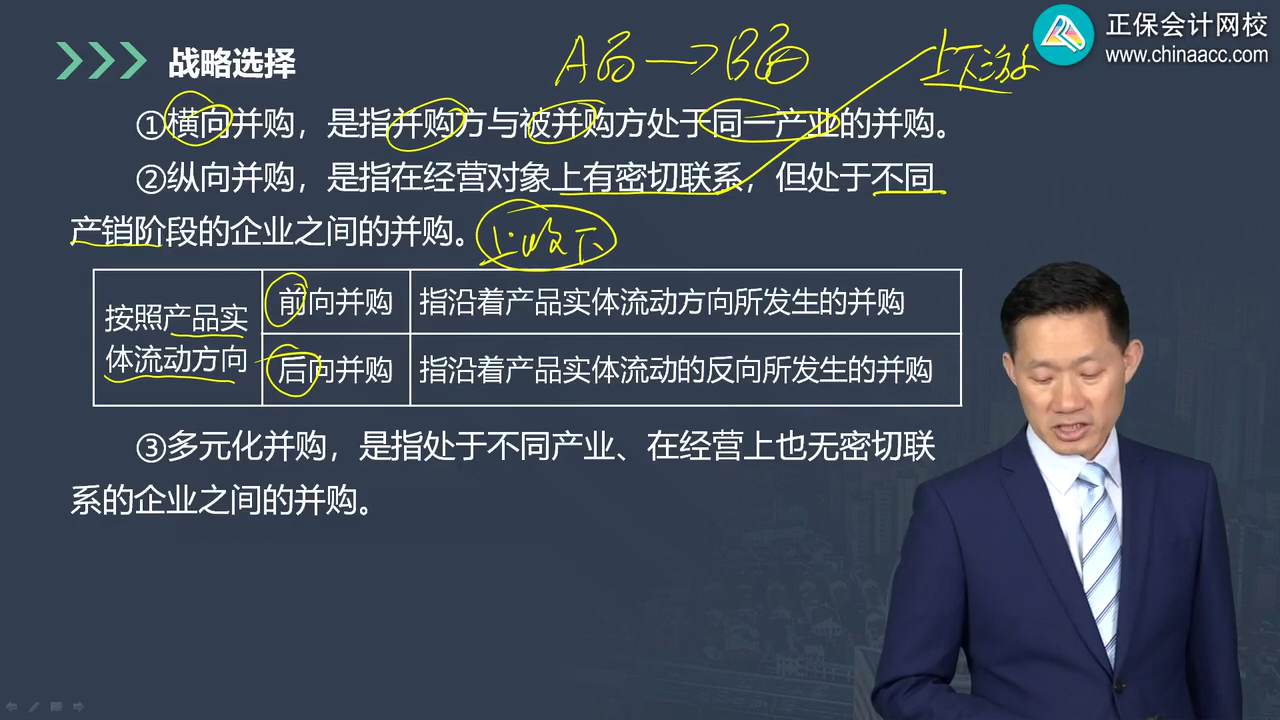 正保会计网校
www.chinaacc.com
战略选择
A酒→B酒
上下游
①横向并购，是指并购方与被并购方处于同一产业的并购。
②纵向并购，是指在经营对象上有密切联系，但处于不同
产销阶段的企业之间的并购。
上收下
按照产品实
体流动方向
前向并购
指沿着产品实体流动方向所发生的并购
后向并购
指沿着产品实体流动的反向所发生的并购
③多元化并购，是指处于不同产业、在经营上也无密切联
系的企业之间的并购。